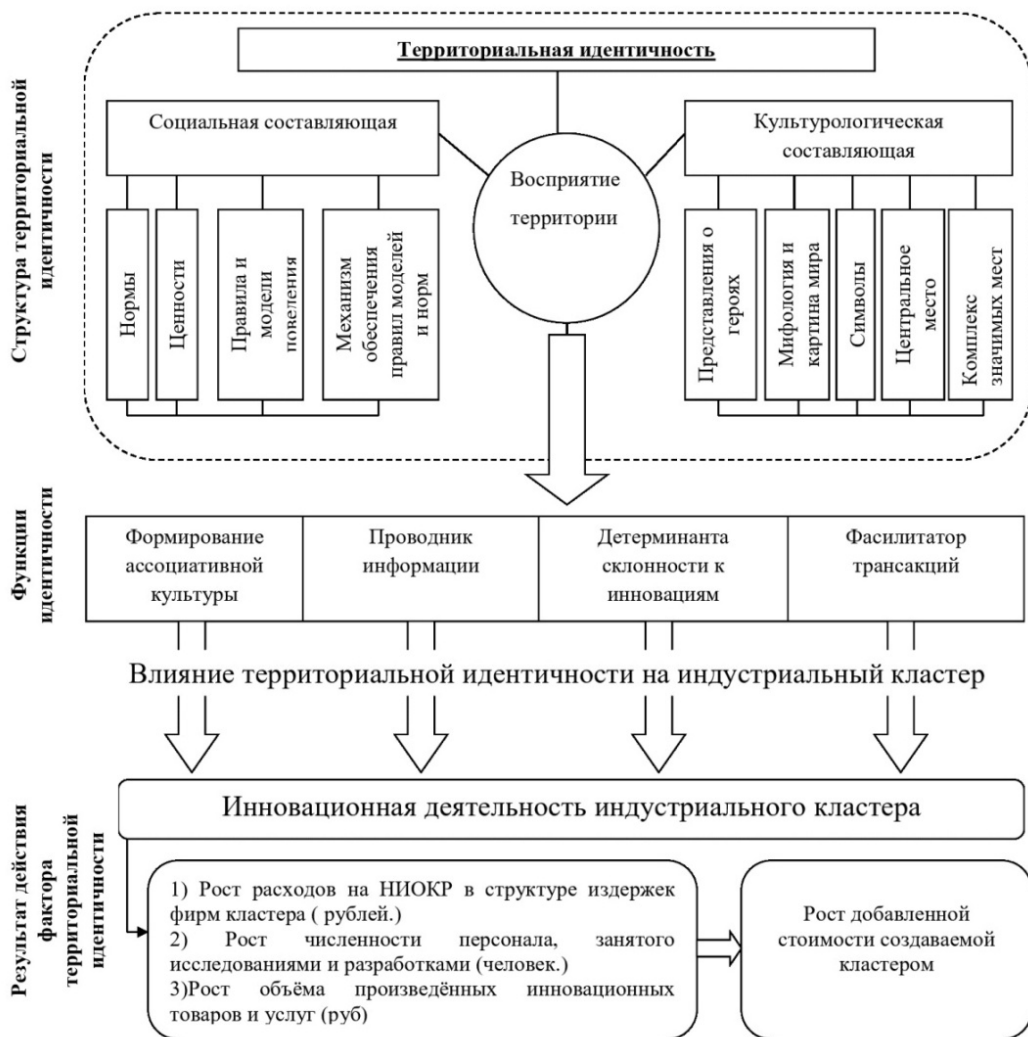 Территориальная идентичность
Структура территориальной
идентичности
Социальная составляющая
Культурологическая
составляющая
Восприятие
территории
Нормы
Ценности
Правила и
модели
поведения
Механизм
обеспечения
правил моделей
и норм
Представления о
героях
Мифология и
картина мира
Символы
Центральное
место
Комплекс
значимых мест
Функции
идентичности
Формирование
ассоциативной
культуры
Проводник
информации
Детерминанта
склонности к
инновациям
Фасилитатор
трансакций
Влияние территориальной идентичности на индустриальный кластер
Результат действия
фактора
территориальной
идентичности
Инновационная деятельность индустриального кластера
1) Рост расходов на НИОКР в структуре издержек
фирм кластера ( рублей.)
2) Рост численности персонала, занятого
исследованиями и разработками (человек.)
3)Рост объёма произведённых инновационных
товаров и услуг (руб)
Рост добавленной
стоимости создаваемой
кластером